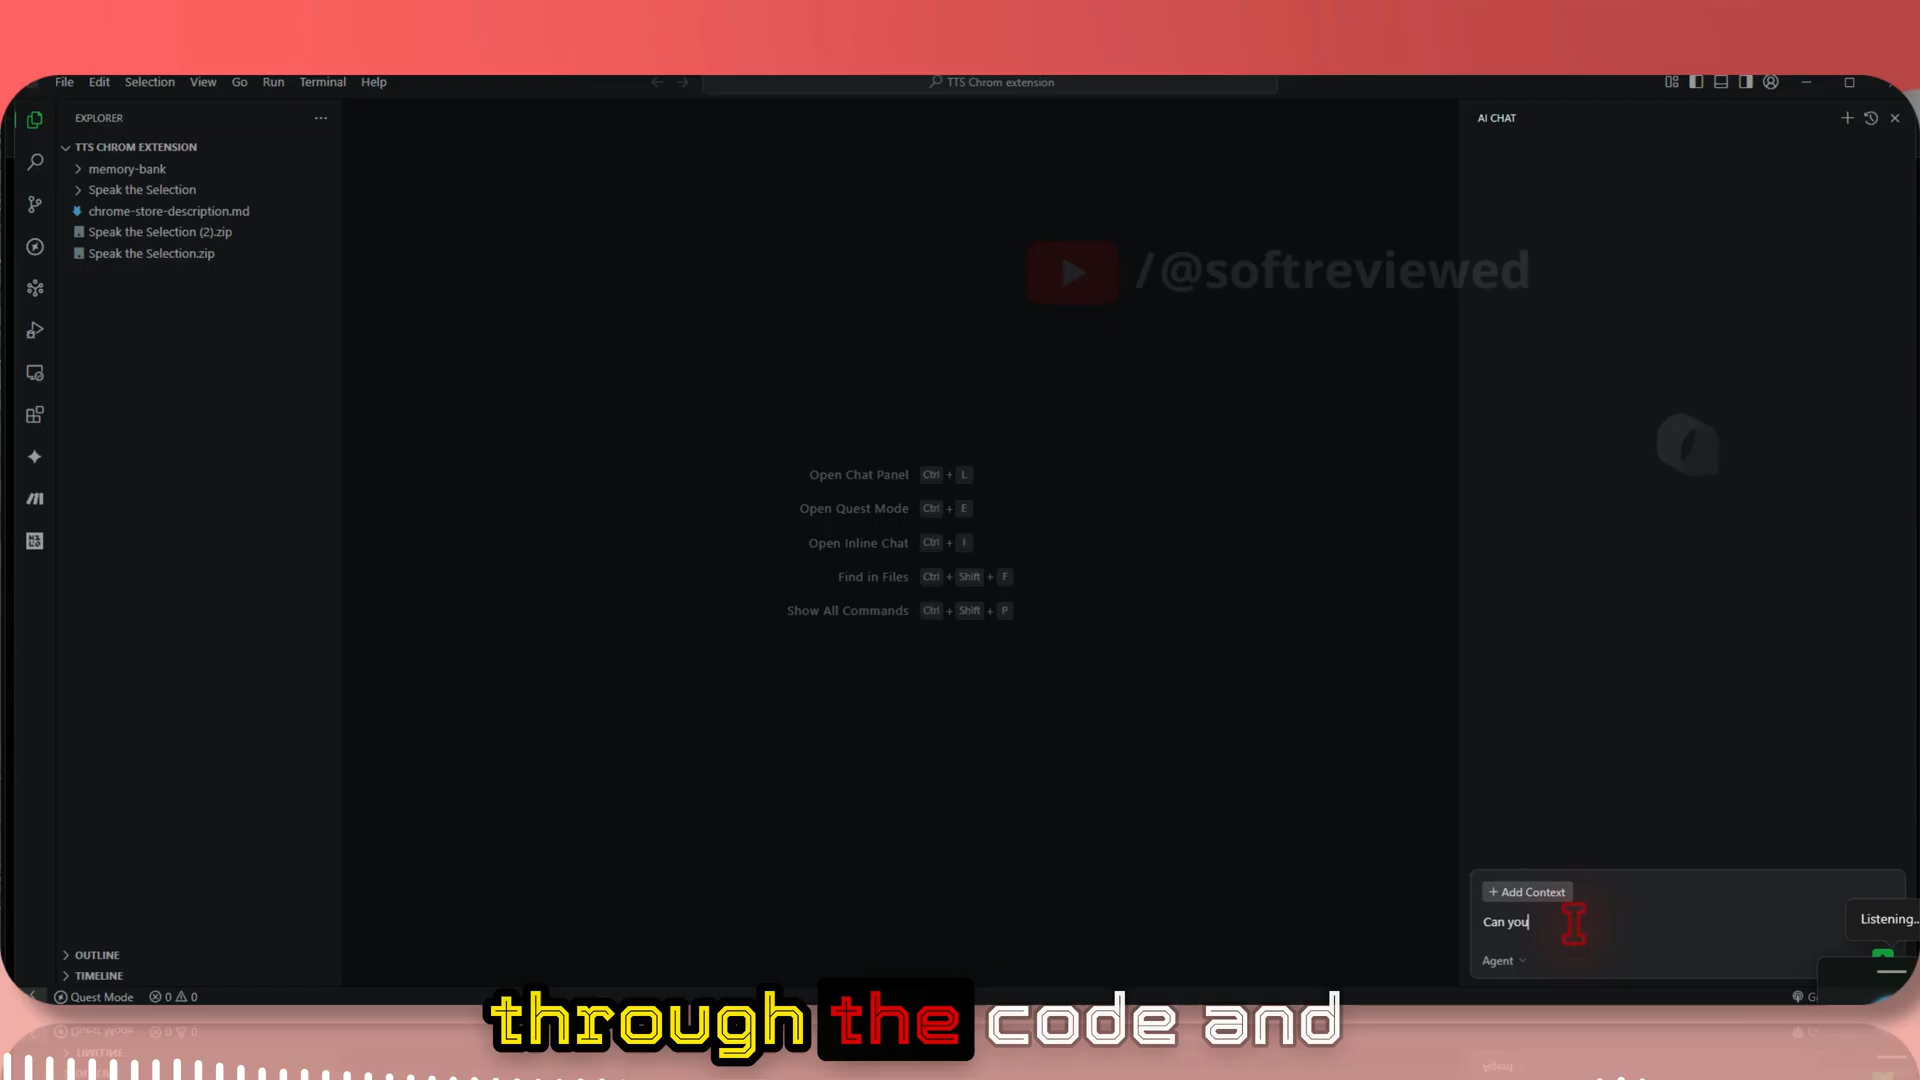 File Edit Selection View Go Run Terminal Help
TTS Chrom extension
EXPLORER
TTS CHROM EXTENSION
memory-bank
Speak the Selection
chrome-store-description.md
Speak the Selection (2).zip
Speak the Selection.zip
/@softreviewed
Open Chat Panel Ctrl + L
Open Quest Mode Ctrl + E
Open Inline Chat Ctrl + I
Find in Files Ctrl + Shift + F
Show All Commands Ctrl + Shift + P
AI CHAT
+ Add Context
Can you
Listening..
Agent
OUTLINE
TIMELINE
Quest Mode 0 0
through the code and